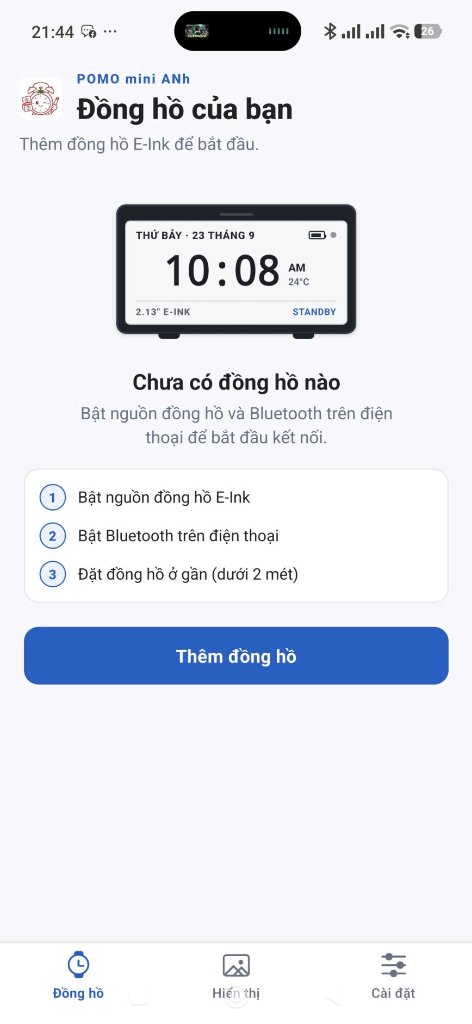 21:44 ...
26
POMO mini ANh
Đồng hồ của bạn
Thêm đồng hồ E-Ink để bắt đầu.
THỨ BẢY · 23 THÁNG 9
10:08 AM
24°C
2.13" E-INK
STANDBY
Chưa có đồng hồ nào
Bật nguồn đồng hồ và Bluetooth trên điện
thoại để bắt đầu kết nối.
1 Bật nguồn đồng hồ E-Ink
2 Bật Bluetooth trên điện thoại
3 Đặt đồng hồ ở gần (dưới 2 mét)
Thêm đồng hồ
Đồng hồ
Hiển thị
Cài đặt